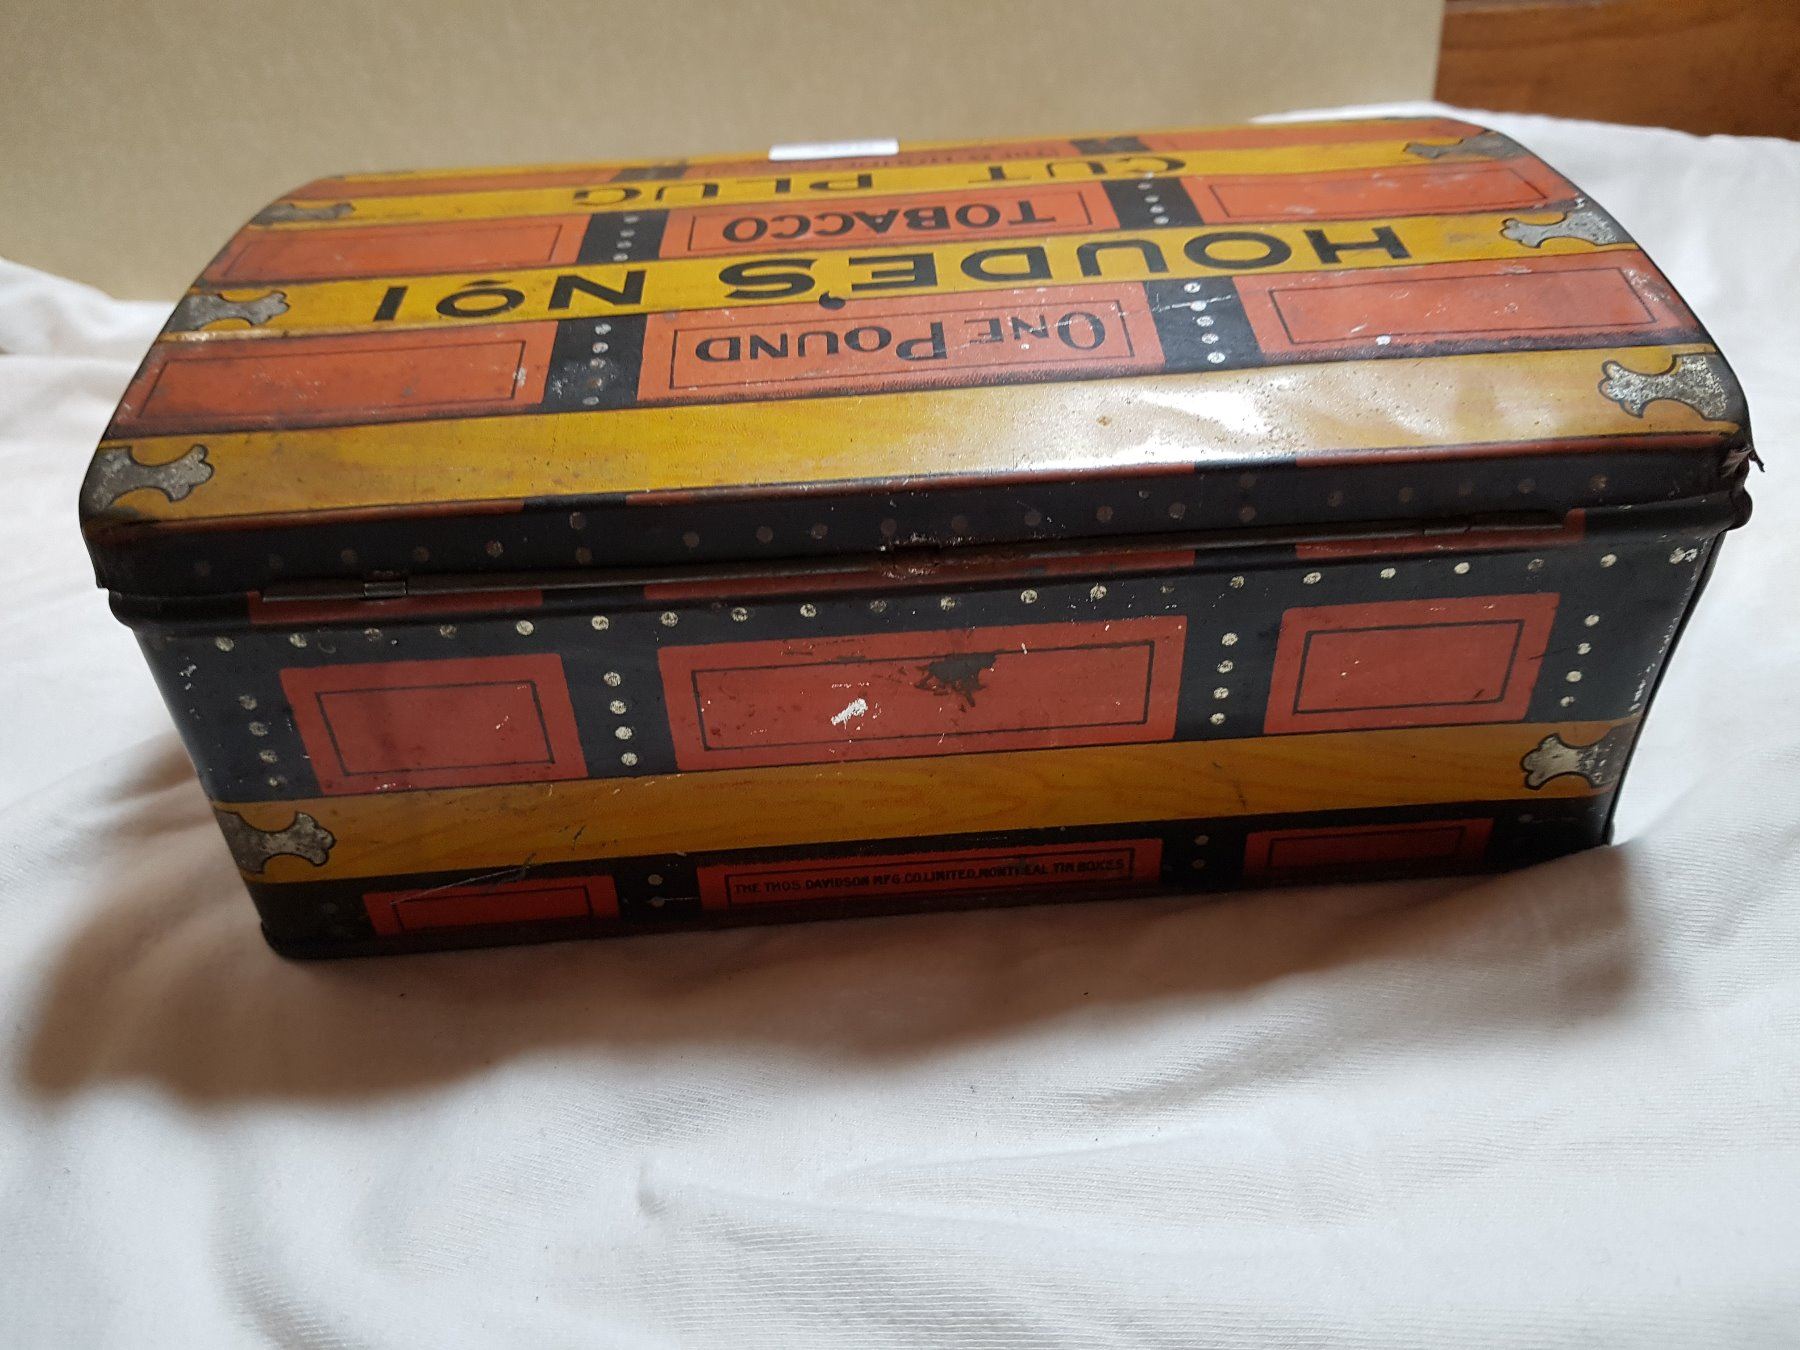 ONE POUND
HOUDE'S NO1
TOBACCO
CUT PLUG
THE THOS DAVIDSON MFG. CO. LIMITED, MONTREAL TIN BOXES